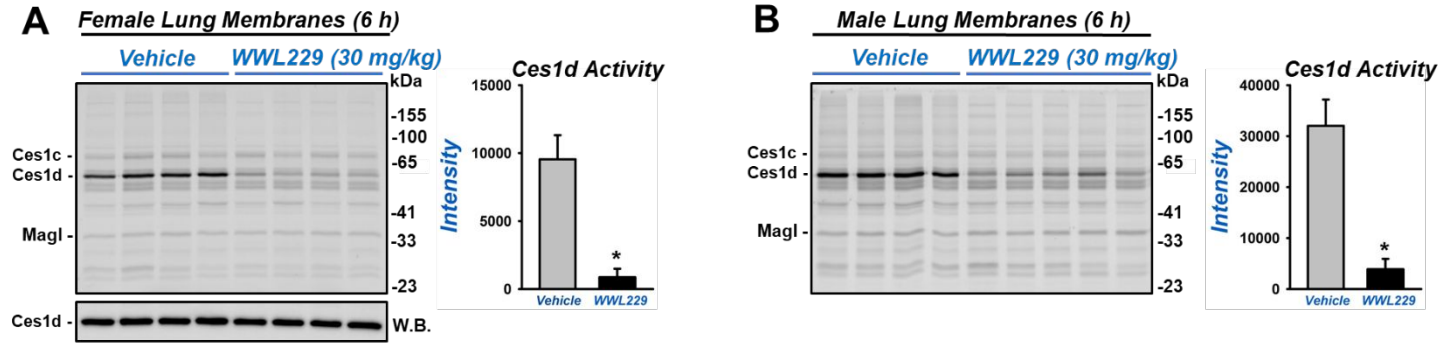 A
Female Lung Membranes (6 h)
Vehicle
WWL229 (30 mg/kg)
kDa
-155
-100
-65
-41
-33
-23
Ces1c -
Ces1d -
Magl -
Ces1d -
W.B.
Ces1d Activity
Intensity
15000
10000
5000
0
*
Vehicle
WWL229
B
Male Lung Membranes (6 h)
Vehicle
WWL229 (30 mg/kg)
kDa
-155
-100
-65
-41
-33
-23
Ces1c -
Ces1d -
Magl -
Ces1d Activity
Intensity
40000
30000
20000
10000
0
*
Vehicle
WWL229